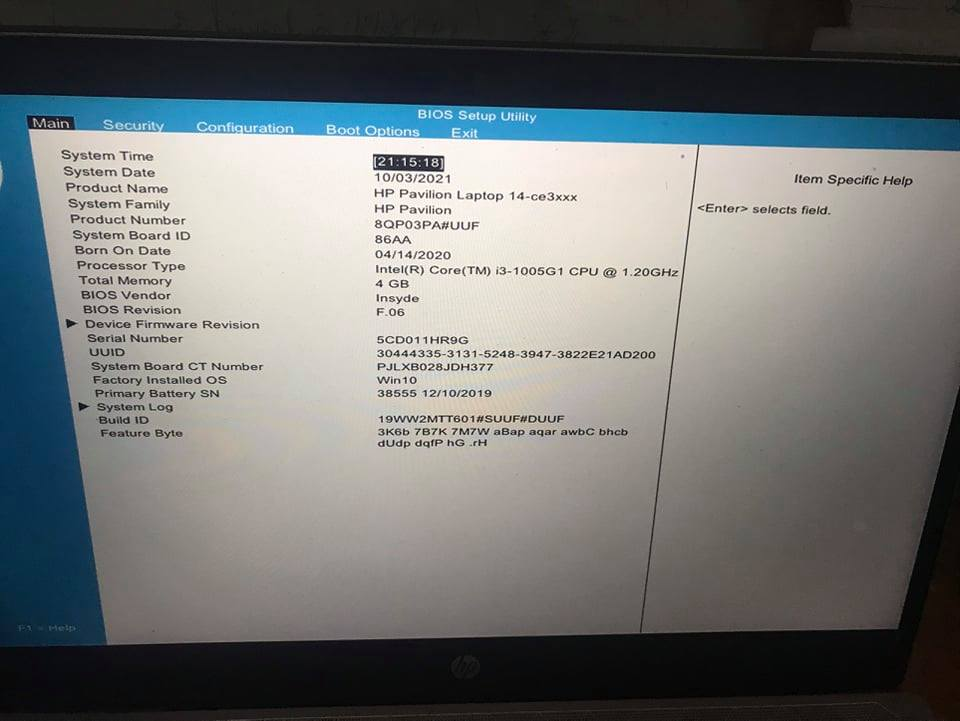 BIOS Setup Utility
Main Security Configuration Boot Options Exit
System Time [21:15:18]
System Date 10/03/2021
Product Name HP Pavilion Laptop 14-ce3xxx
System Family HP Pavilion
Product Number 8QP03PA#UUF
System Board ID 86AA
Born On Date 04/14/2020
Processor Type Intel(R) Core(TM) i3-1005G1 CPU @ 1.20GHz
Total Memory 4 GB
BIOS Vendor Insyde
BIOS Revision F.06
Device Firmware Revision
Serial Number 5CD011HR9G
UUID 30444335-3131-5248-3947-3822E21AD200
System Board CT Number PJLXB028JDH377
Factory Installed OS Win10
Primary Battery SN 38555 12/10/2019
System Log
Build ID 19WW2MTT601#SUUF#DUUF
Feature Byte 3K6b 7B7K 7M7W aBap aqar awbC bhcb
dUdp dqfP hG .rH
Item Specific Help
<Enter> selects field.
F1 = Help
hp